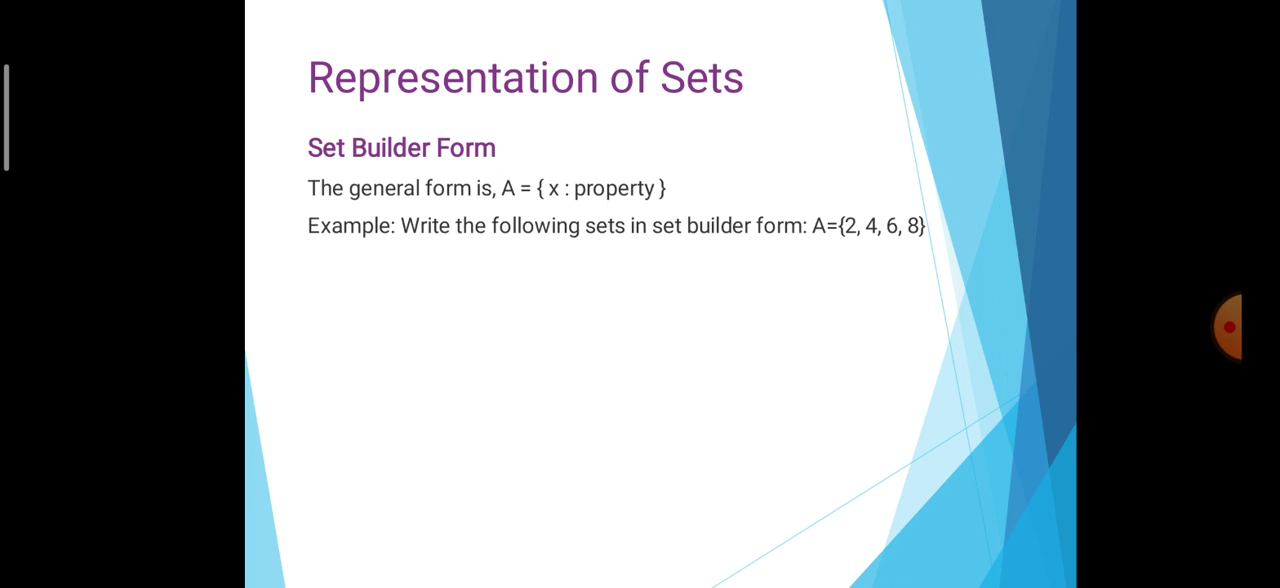 Representation of Sets
Set Builder Form
The general form is, A = { x : property }
Example: Write the following sets in set builder form: A={2, 4, 6, 8}